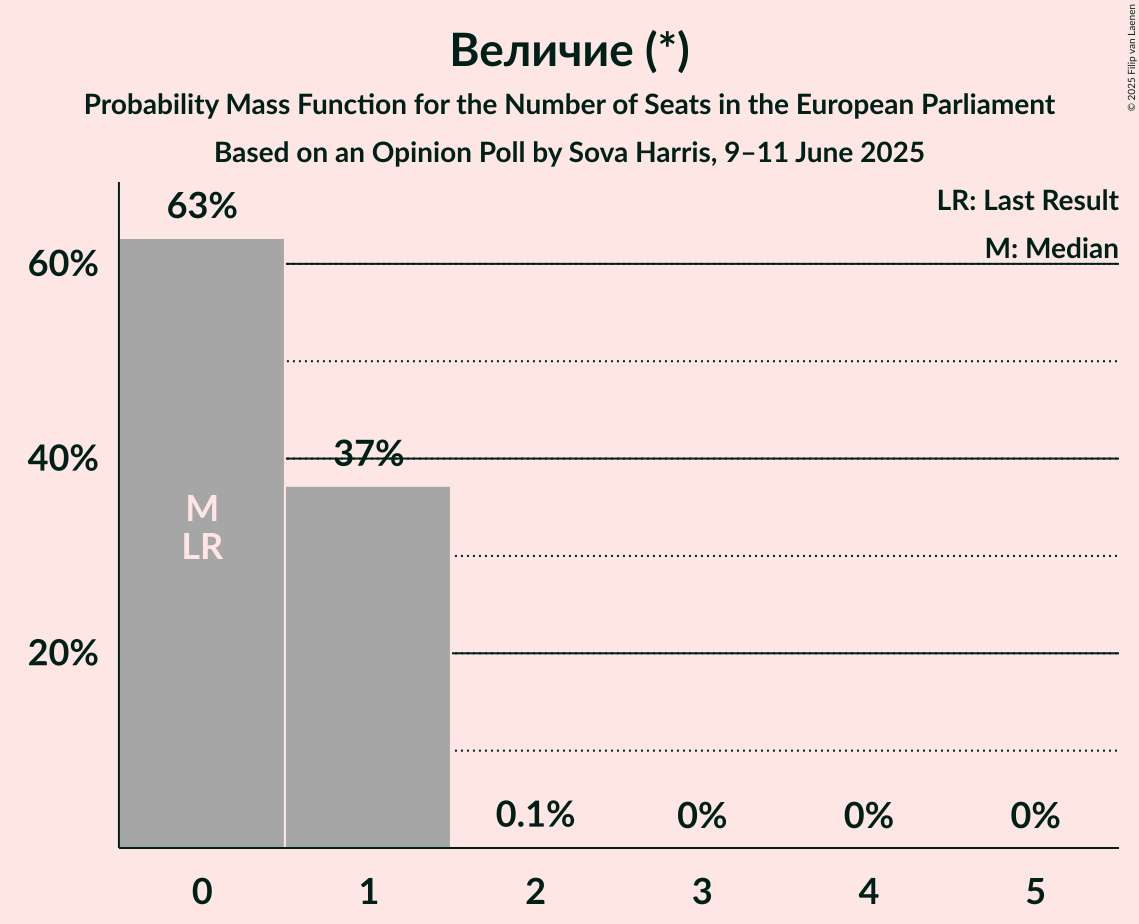 Величие (*)
Probability Mass Function for the Number of Seats in the European Parliament
Based on an Opinion Poll by Sova Harris, 9–11 June 2025
© 2025 Filip van Laenen
LR: Last Result
M: Median
63%
60%
37%
40%
M
LR
20%
0.1%
0%
0%
0%
0
1
2
3
4
5